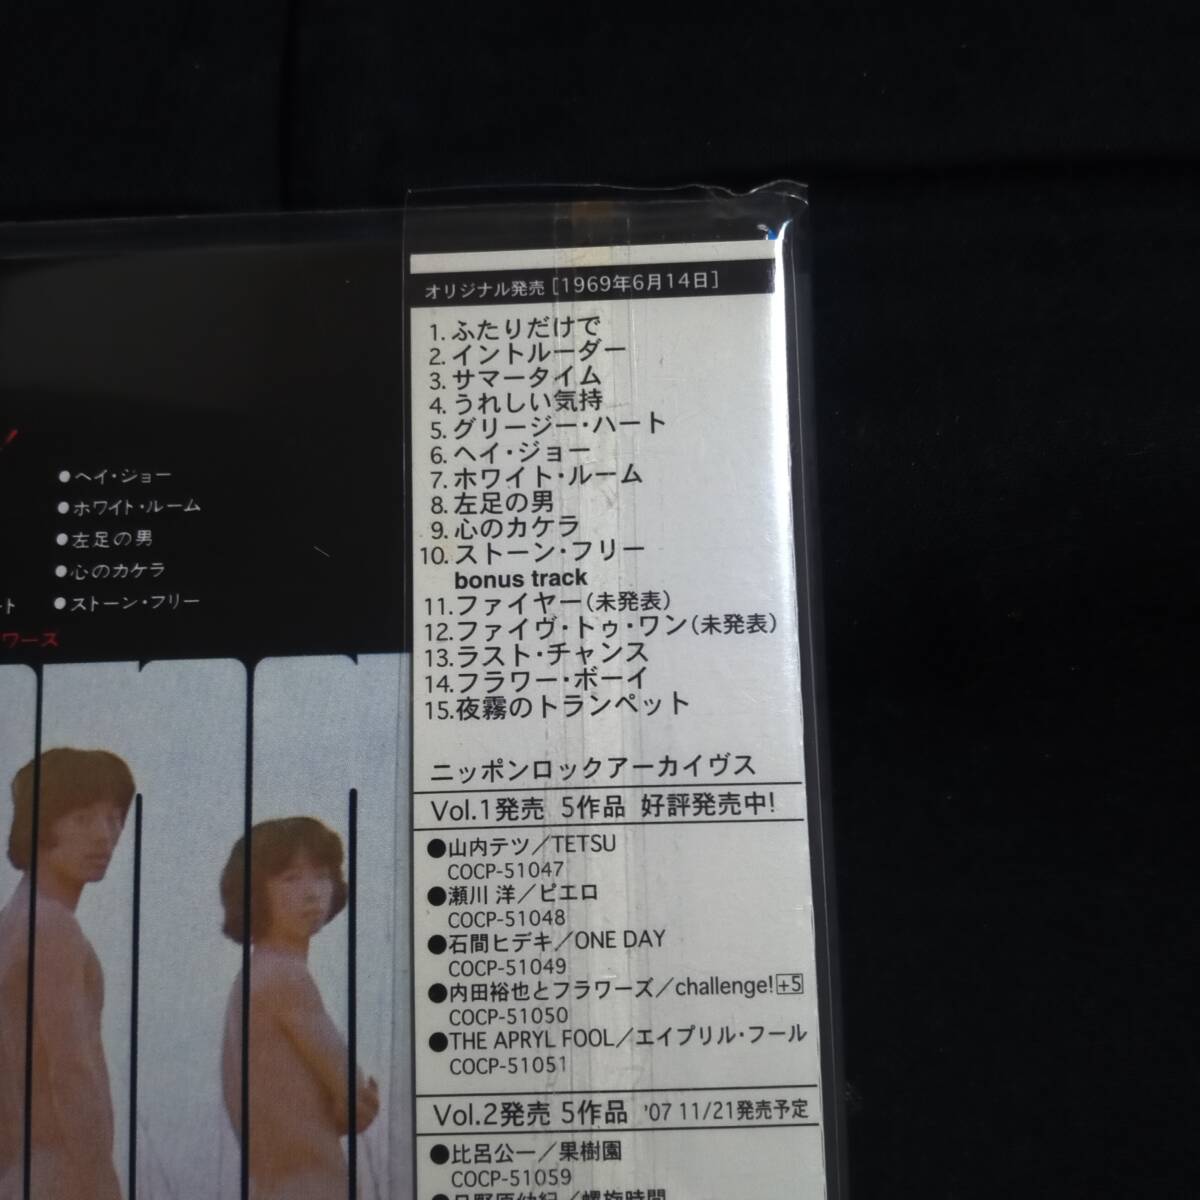 ●ヘイ・ジョー
●ホワイト・ルーム
●左足の男
●心のカケラ
ート
●ストーン・フリー
ワーズ
オリジナル発売［1969年6月14日］
1.ふたりだけで
2.イントルーダー
3.サマータイム
4.うれしい気持
5.グリージー・ハート
6.ヘイ・ジョー
7.ホワイト・ルーム
8.左足の男
9.心のカケラ
10.ストーン・フリー
bonus track
11.ファイヤー(未発表)
12.ファイヴ・トゥ・ワン(未発表)
13.ラスト・チャンス
14.フラワー・ボーイ
15.夜霧のトランペット
ニッポンロックアーカイヴス
Vol.1発売 5作品 好評発売中!
●山内テツ／TETSU
COCP-51047
●瀬川 洋／ピエロ
COCP-51048
●石間ヒデキ／ONE DAY
COCP-51049
●内田裕也とフラワーズ／challenge!+5
COCP-51050
●THE APRYL FOOL／エイプリル・フール
COCP-51051
Vol.2発売 5作品 '07 11/21発売予定
●比呂公一／果樹園
COCP-51059